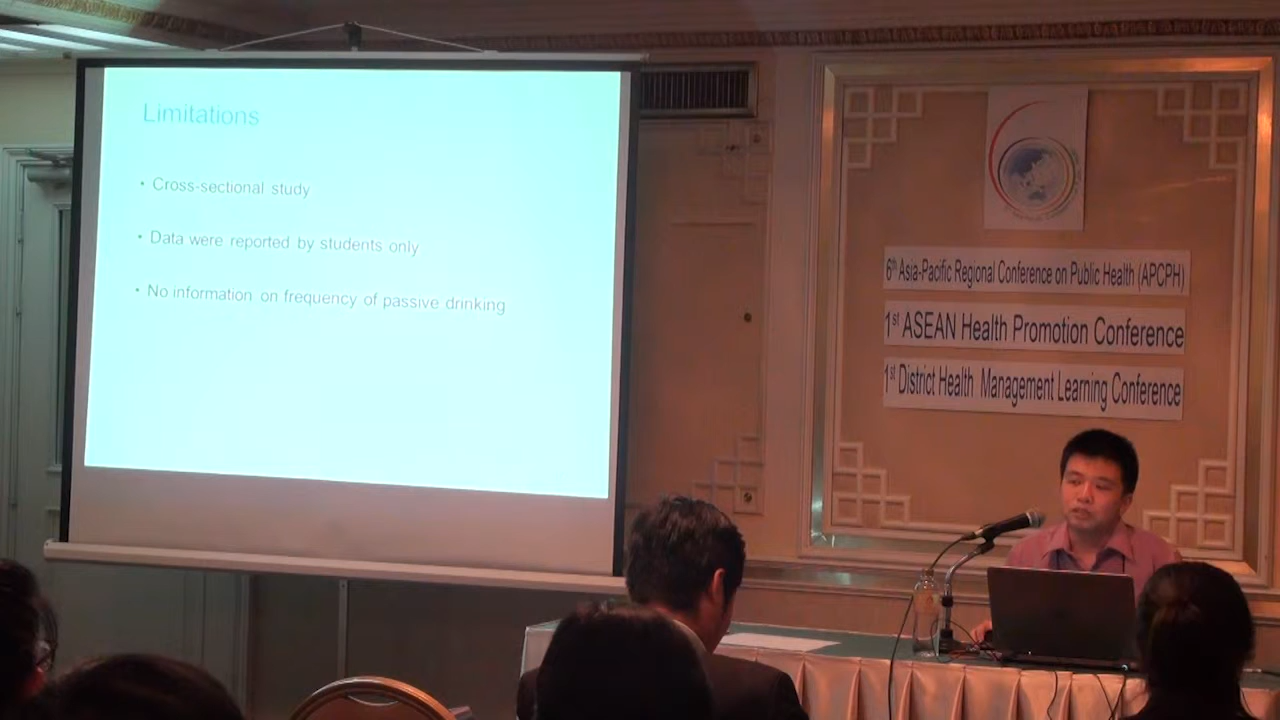 Limitations
• Cross-sectional study
• Data were reported by students only
• No information on frequency of passive drinking
6th Asia-Pacific Regional Conference on Public Health (APCPH)
1st ASEAN Health Promotion Conference
1st District Health Management Learning Conference